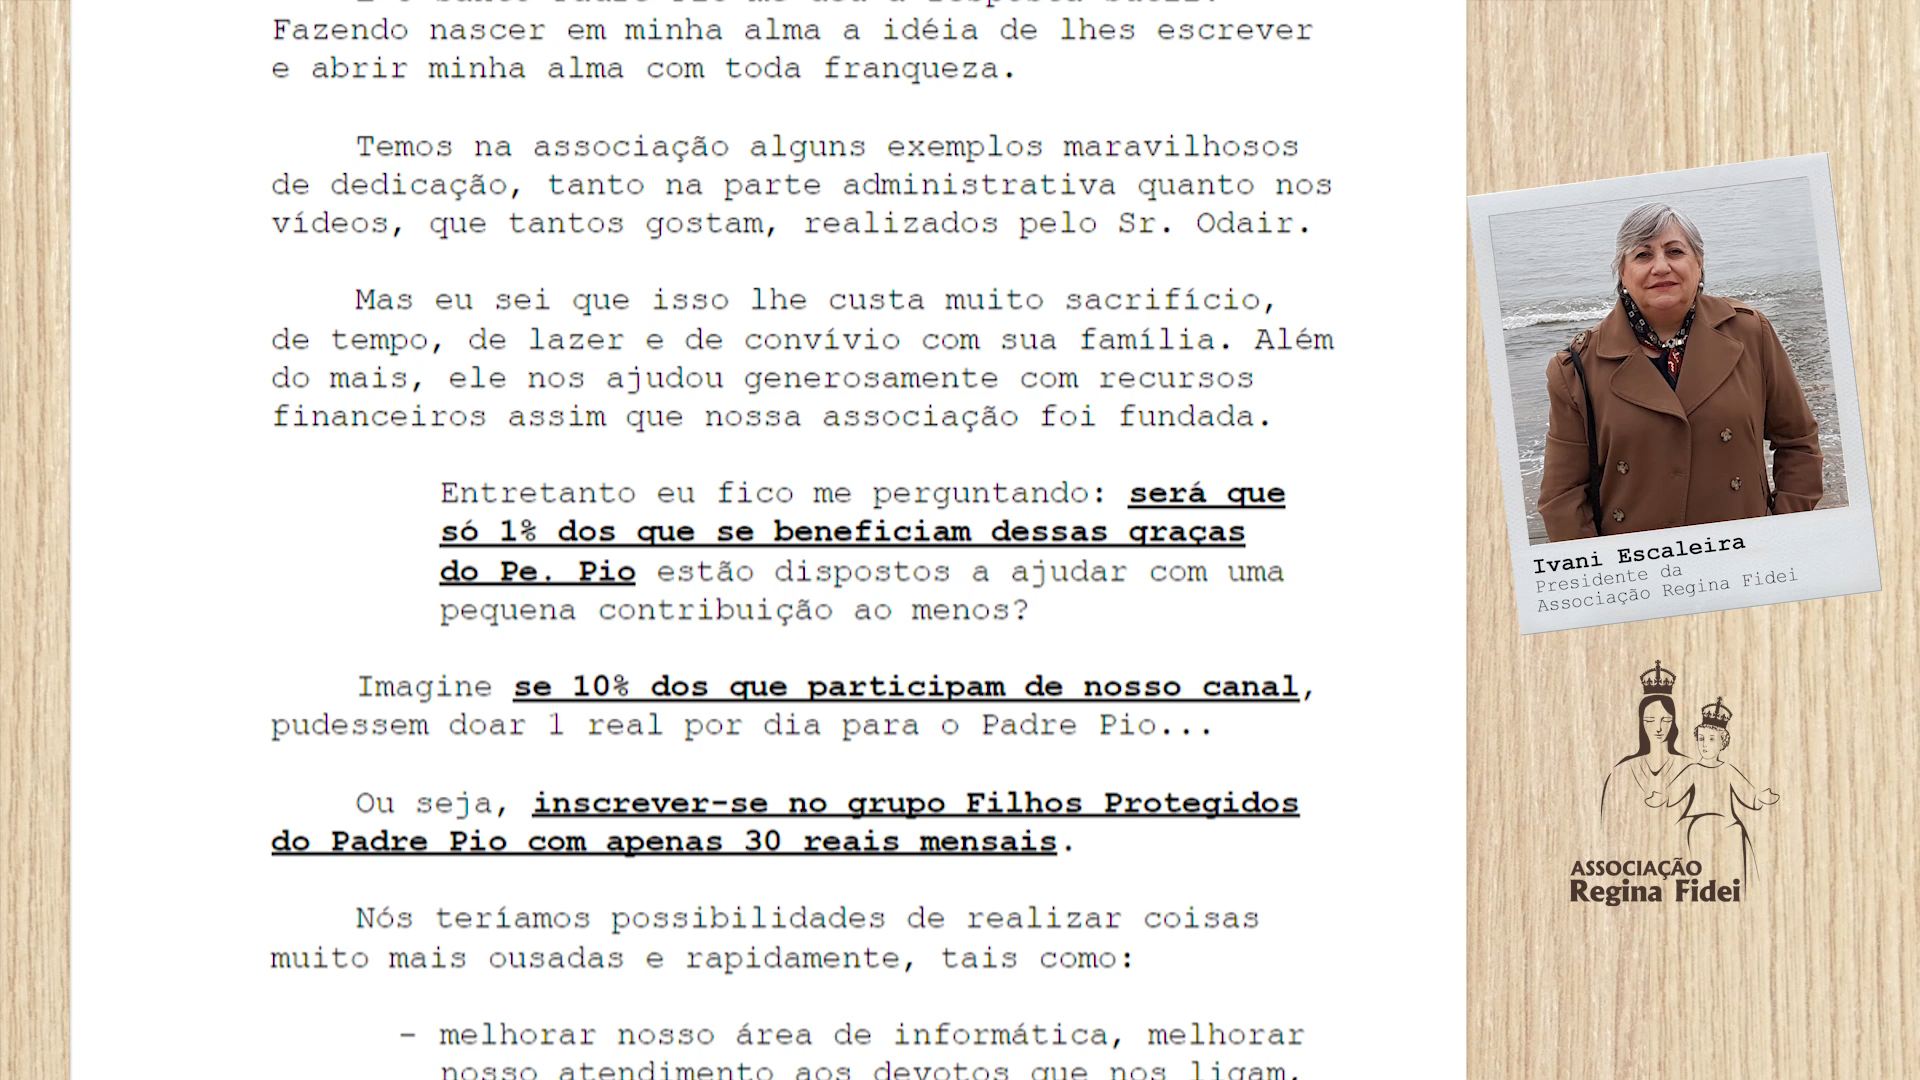 Fazendo nascer em minha alma a idéia de lhes escrever
e abrir minha alma com toda franqueza.
Temos na associação alguns exemplos maravilhosos
de dedicação, tanto na parte administrativa quanto nos
vídeos, que tantos gostam, realizados pelo Sr. Odair.
Mas eu sei que isso lhe custa muito sacrifício,
de tempo, de lazer e de convívio com sua família. Além
do mais, ele nos ajudou generosamente com recursos
financeiros assim que nossa associação foi fundada.
Entretanto eu fico me perguntando: será que
só 1% dos que se beneficiam dessas graças
do Pe. Pio estão dispostos a ajudar com uma
pequena contribuição ao menos?
Imagine se 10% dos que participam de nosso canal,
pudessem doar 1 real por dia para o Padre Pio...
Ou seja, inscrever-se no grupo Filhos Protegidos
do Padre Pio com apenas 30 reais mensais.
Nós teríamos possibilidades de realizar coisas
muito mais ousadas e rapidamente, tais como:
- melhorar nosso área de informática, melhorar
nosso atendimento aos devotos que nos ligam,
Ivani Escaleira
Presidente da
Associação Regina Fidei
ASSOCIAÇÃO
Regina Fidei